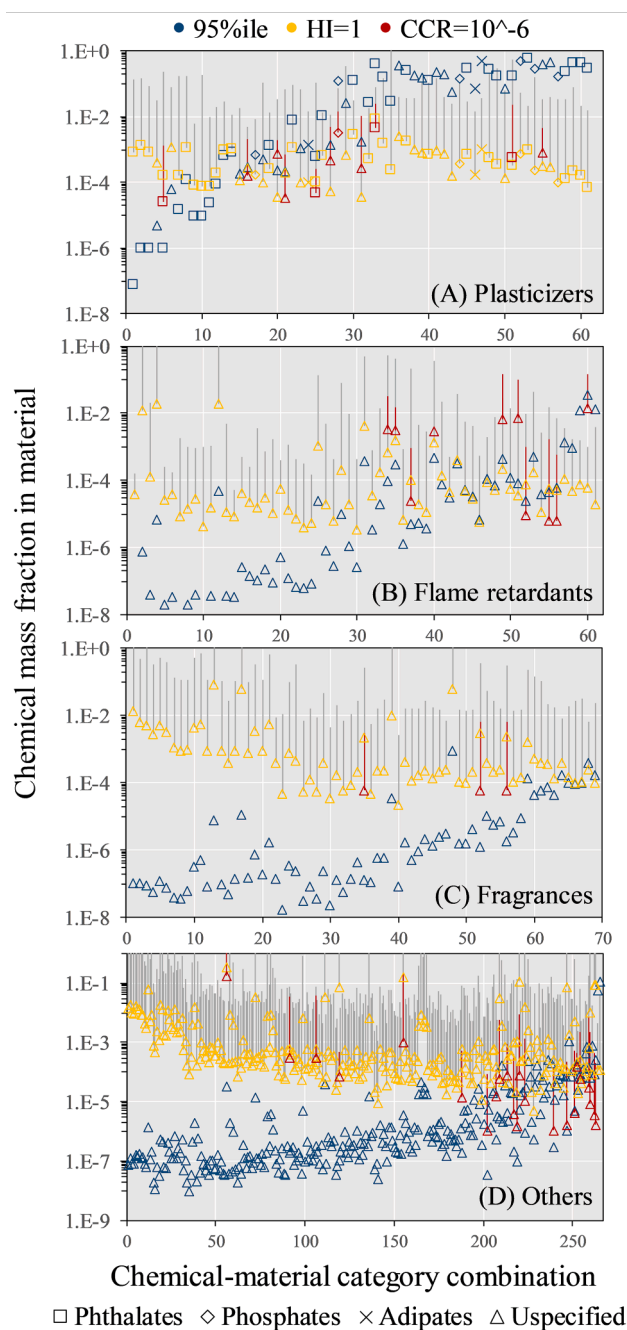 95%ile HI=1 CCR=10^-6
Chemical mass fraction in material
1.E+0
1.E-2
1.E-4
1.E-6
1.E-8
0 10 20 30 40 50 60
(A) Plasticizers
1.E+0
1.E-2
1.E-4
1.E-6
1.E-8
0 10 20 30 40 50 60
(B) Flame retardants
1.E+0
1.E-2
1.E-4
1.E-6
1.E-8
0 10 20 30 40 50 60 70
(C) Fragrances
1.E-1
1.E-3
1.E-5
1.E-7
1.E-9
0 50 100 150 200 250
(D) Others
Chemical-material category combination
Phthalates Phosphates Adipates Uspecified